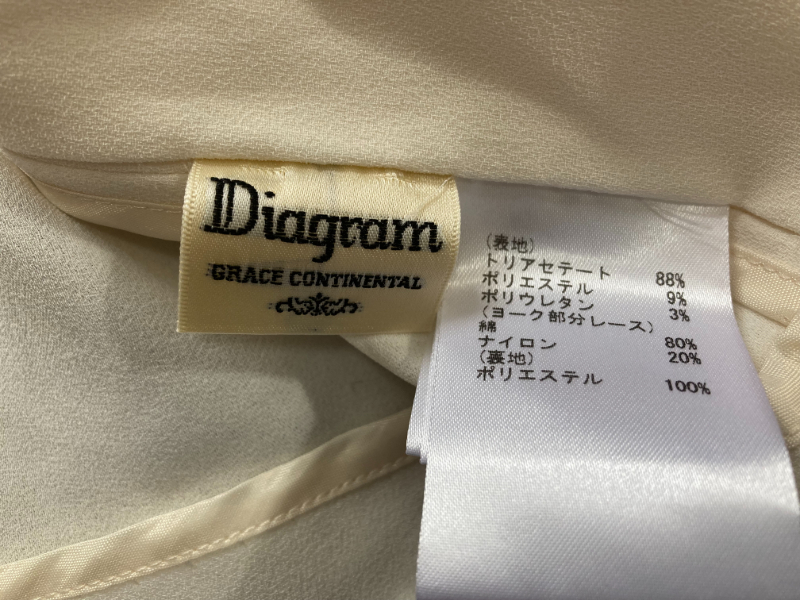 Diagram
GRACE CONTINENTAL
(表地)
トリアセテート 88%
ポリエステル 9%
ポリウレタン 3%
(ヨーク部分レース)
綿 80%
ナイロン 20%
(裏地)
ポリエステル 100%